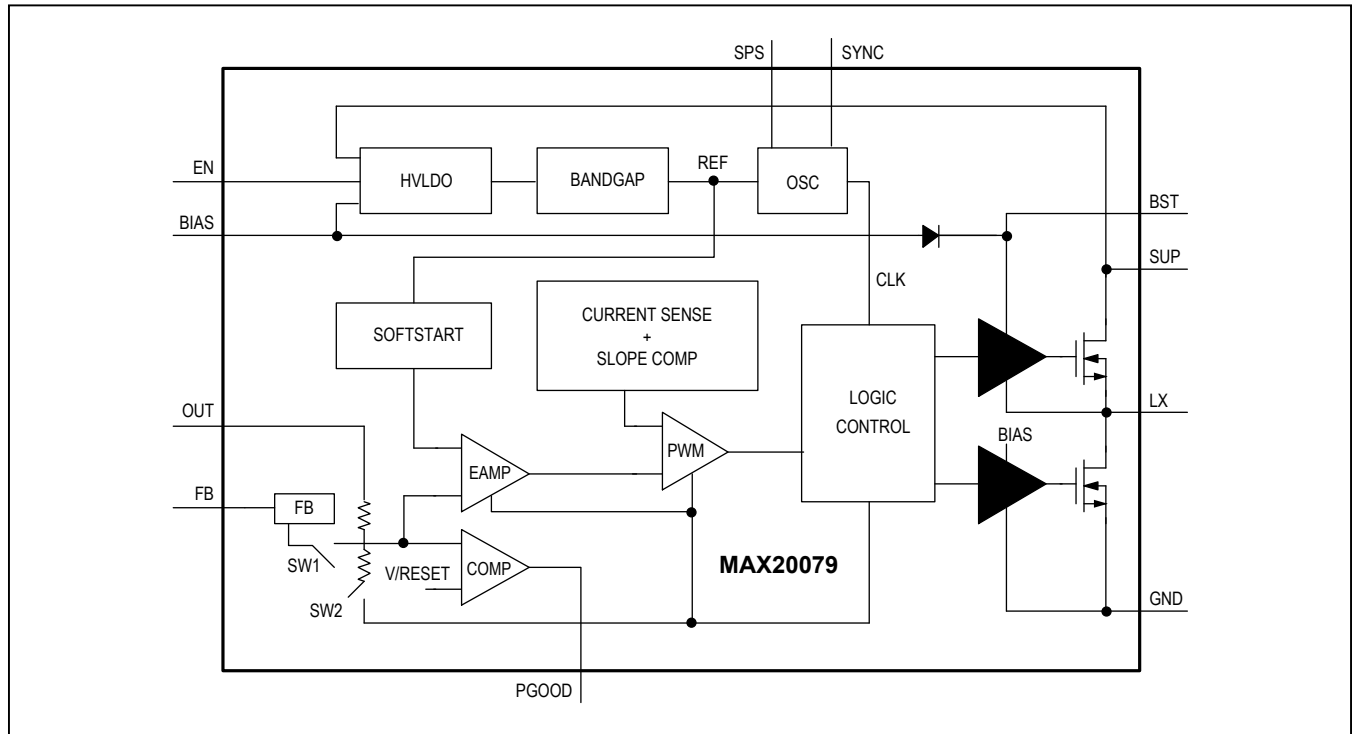 SPS
SYNC
EN
HVLDO
BANDGAP
REF
OSC
BST
BIAS
SUP
CLK
SOFTSTART
CURRENT SENSE
+
SLOPE COMP
LOGIC
CONTROL
OUT
LX
BIAS
EAMP
PWM
FB
FB
SW1
V/RESET
COMP
MAX20079
SW2
GND
PGOOD